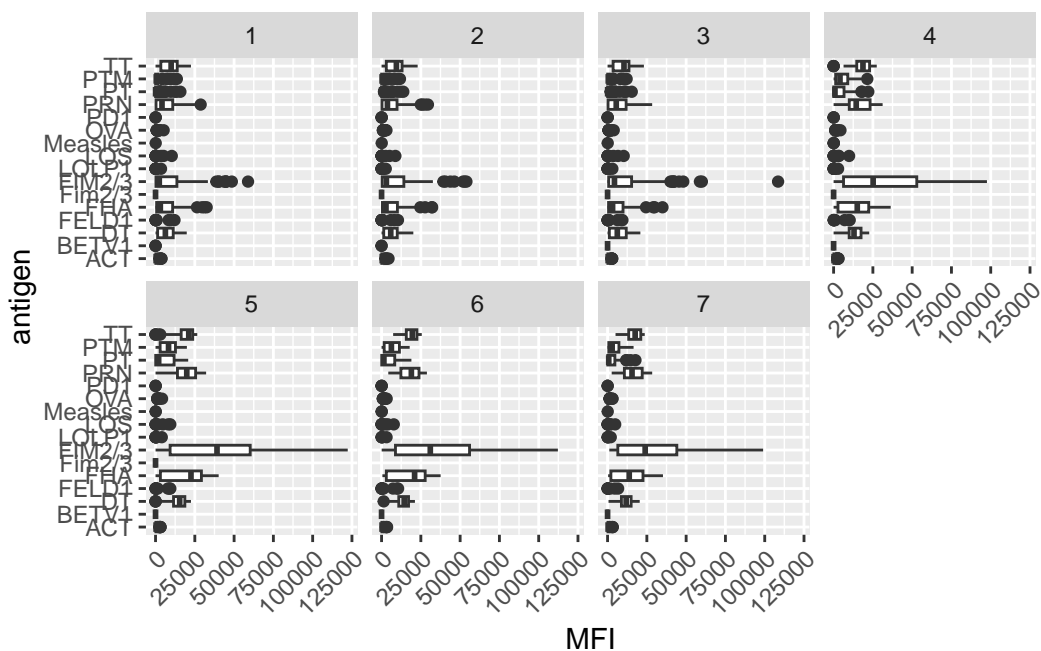 1 2 3 4
TT
PTM
PT
PRN
PD1
OVA
Measles
LOS
LOLP1
FIM2/3
Fim2/3
FHA
FELD1
DT
BETV1
ACT
0 25000 50000 75000 100000 125000
5 6 7
TT
PTM
PT
PRN
PD1
OVA
Measles
LOS
LOLP1
FIM2/3
Fim2/3
FHA
FELD1
DT
BETV1
ACT
0 25000 50000 75000 100000 125000
0 25000 50000 75000 100000 125000
0 25000 50000 75000 100000 125000
antigen
MFI